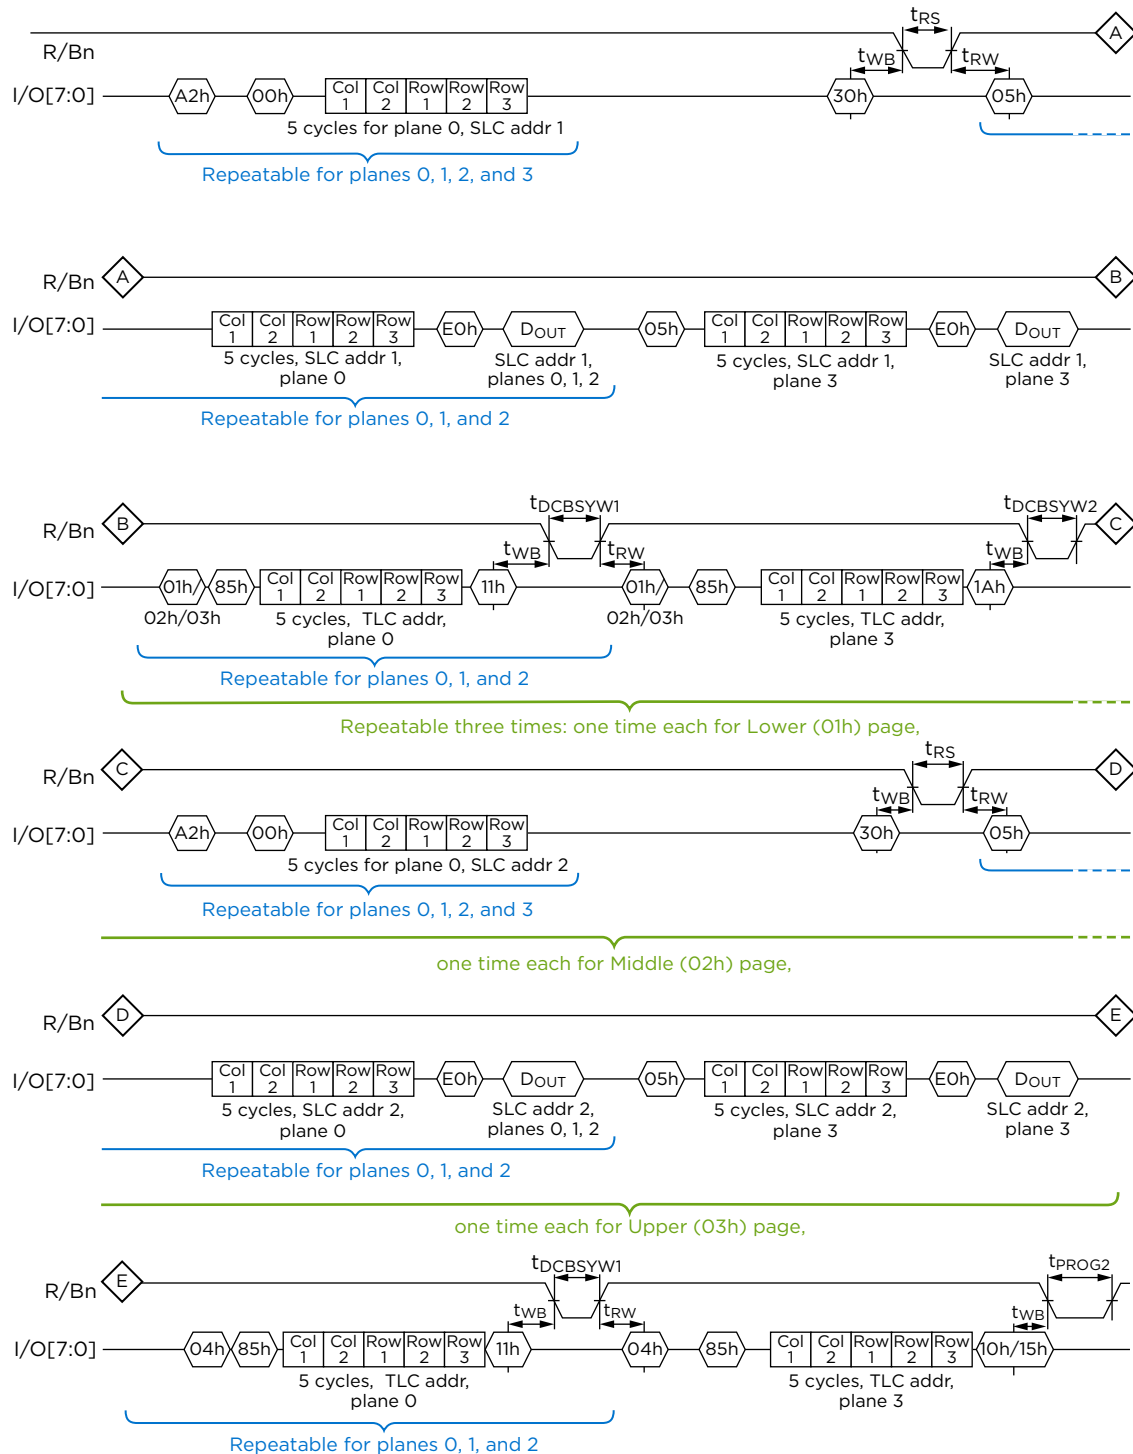 tRS
A
R/Bn
tWB tRW
I/O[7:0] A2h 00h Col 1 Col 2 Row 1 Row 2 Row 3 30h 05h
5 cycles for plane 0, SLC addr 1
Repeatable for planes 0, 1, 2, and 3
R/Bn A B
I/O[7:0] Col 1 Col 2 Row 1 Row 2 Row 3 E0h DOUT 05h Col 1 Col 2 Row 1 Row 2 Row 3 E0h DOUT
5 cycles, SLC addr 1, SLC addr 1, 5 cycles, SLC addr 1, SLC addr 1,
plane 0 planes 0, 1, 2 plane 3 plane 3
Repeatable for planes 0, 1, and 2
tDCBSYW1 tDCBSYW2
R/Bn B C
tWB tRW tWB
I/O[7:0] 01h/ 85h Col 1 Col 2 Row 1 Row 2 Row 3 11h 01h/ 85h Col 1 Col 2 Row 1 Row 2 Row 3 1Ah
02h/03h 5 cycles, TLC addr, 02h/03h 5 cycles, TLC addr,
plane 0 plane 3
Repeatable for planes 0, 1, and 2
Repeatable three times: one time each for Lower (01h) page,
tRS
R/Bn C D
tWB tRW
I/O[7:0] A2h 00h Col 1 Col 2 Row 1 Row 2 Row 3 30h 05h
5 cycles for plane 0, SLC addr 2
Repeatable for planes 0, 1, 2, and 3
one time each for Middle (02h) page,
R/Bn D E
I/O[7:0] Col 1 Col 2 Row 1 Row 2 Row 3 E0h DOUT 05h Col 1 Col 2 Row 1 Row 2 Row 3 E0h DOUT
5 cycles, SLC addr 2, SLC addr 2, 5 cycles, SLC addr 2, SLC addr 2,
plane 0 planes 0, 1, 2 plane 3 plane 3
Repeatable for planes 0, 1, and 2
one time each for Upper (03h) page,
tDCBSYW1 tPROG2
R/Bn E
tWB tRW tWB
I/O[7:0] 04h 85h Col 1 Col 2 Row 1 Row 2 Row 3 11h 04h 85h Col 1 Col 2 Row 1 Row 2 Row 3 10h/15h
5 cycles, TLC addr, 5 cycles, TLC addr,
plane 0 plane 3
Repeatable for planes 0, 1, and 2